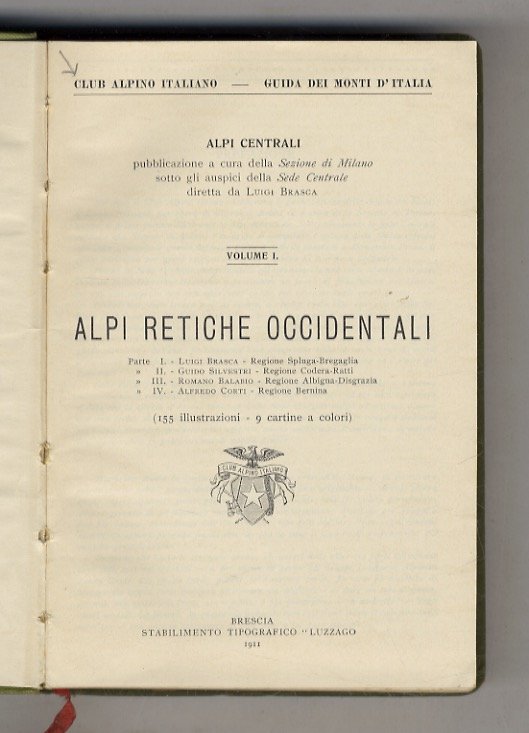 CLUB ALPINO ITALIANO — GUIDA DEI MONTI D'ITALIA
ALPI CENTRALI
pubblicazione a cura della Sezione di Milano
sotto gli auspici della Sede Centrale
diretta da LUIGI BRASCA
VOLUME I.
ALPI RETICHE OCCIDENTALI
Parte I. - LUIGI BRASCA - Regione Spluga-Bregaglia
» II. - GUIDO SILVESTRI - Regione Codera-Ratti
» III. - ROMANO BALABIO - Regione Albigna-Disgrazia
» IV. - ALFREDO CORTI - Regione Bernina
(155 illustrazioni - 9 cartine a colori)
CLUB ALPINO ITALIANO
BRESCIA
STABILIMENTO TIPOGRAFICO "LUZZAGO
1911